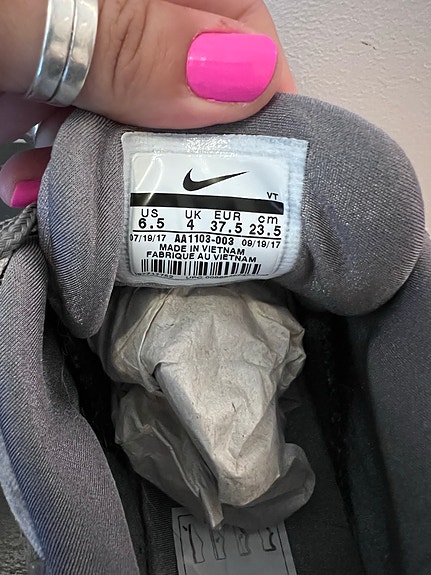 VT
US UK EUR cm
6.5 4 37.5 23.5
07/19/17 AA1103-003 09/19/17
MADE IN VIETNAM
FABRIQUE AU VIETNAM